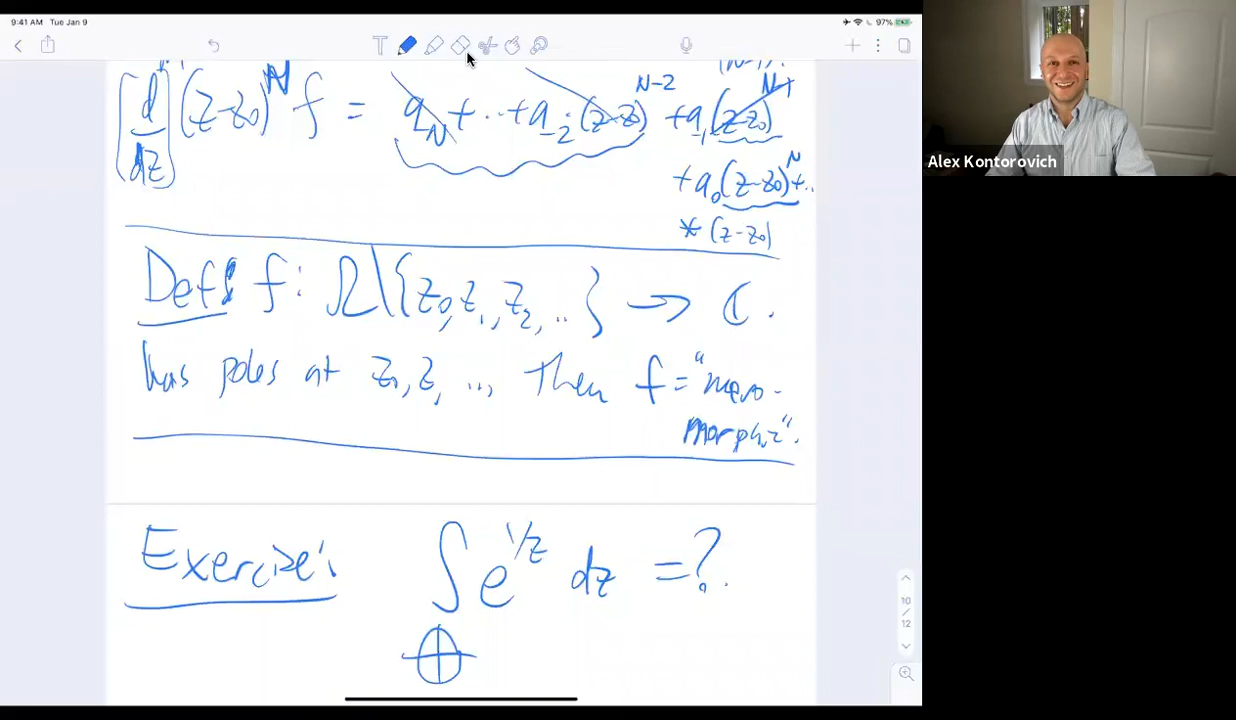 9:41 AM Tue Jan 9
97%
Alex Kontorovich
d/dz (z-z₀)^N f = a_N + ·· + a_-2 (z-z₀)^N-2 + a_-1 (z-z₀)^N-1
+ a₀ (z-z₀)^N + ..
* (z-z₀)
Def: f: Ω\{z₀, z₁, z₂, ..} → ℂ.
has poles at z₀, z, ..., then f = "mero-
morphic".
Exercise: ∫ e^1/z dz = ?
10
/
12